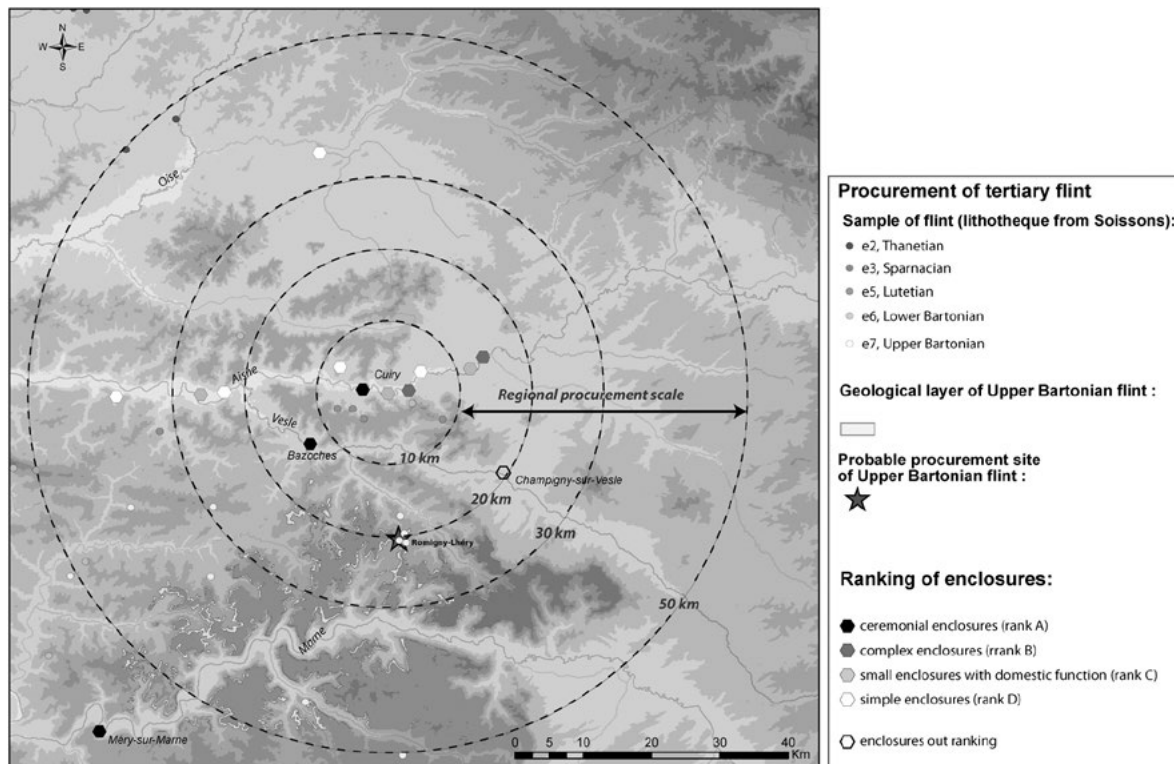 N
W E
S
Oise
Aisne
Cuiry
Regional procurement scale
Vesle
Bazoches
10 km
Champigny-sur-Vesle
20 km
30 km
Romigny-Lhéry
50 km
Marne
Méry-sur-Marne
0 5 10 20 30 40
Km
Procurement of tertiary flint
Sample of flint (lithotheque from Soissons):
e2, Thanetian
e3, Sparnacian
e5, Lutetian
e6, Lower Bartonian
e7, Upper Bartonian
Geological layer of Upper Bartonian flint :
Probable procurement site
of Upper Bartonian flint :
Ranking of enclosures:
ceremonial enclosures (rank A)
complex enclosures (rrank B)
small enclosures with domestic function (rank C)
simple enclosures (rank D)
enclosures out ranking